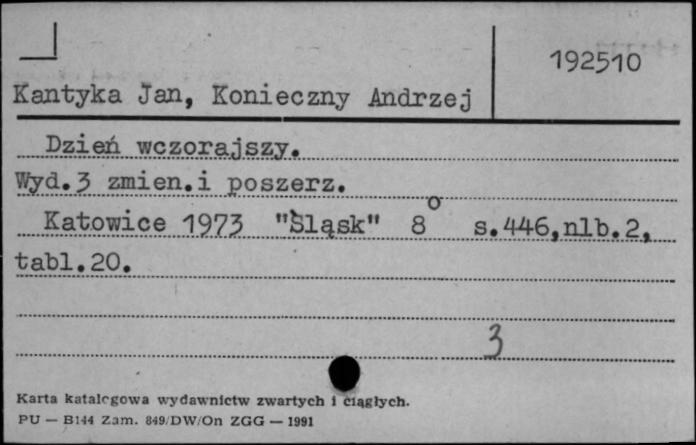 192510
Kantyka Jan, Konieczny Andrzej
Dzień wczorajszy.
Wyd.3 zmien.i poszerz.
Katowice 1973 "Śląsk" 8° s.446,nlb.2,
tabl.20.
3
Karta katalogowa wydawnictw zwartych i ciągłych.
PU — B144 Zam. 849/DW/On ZGG — 1991